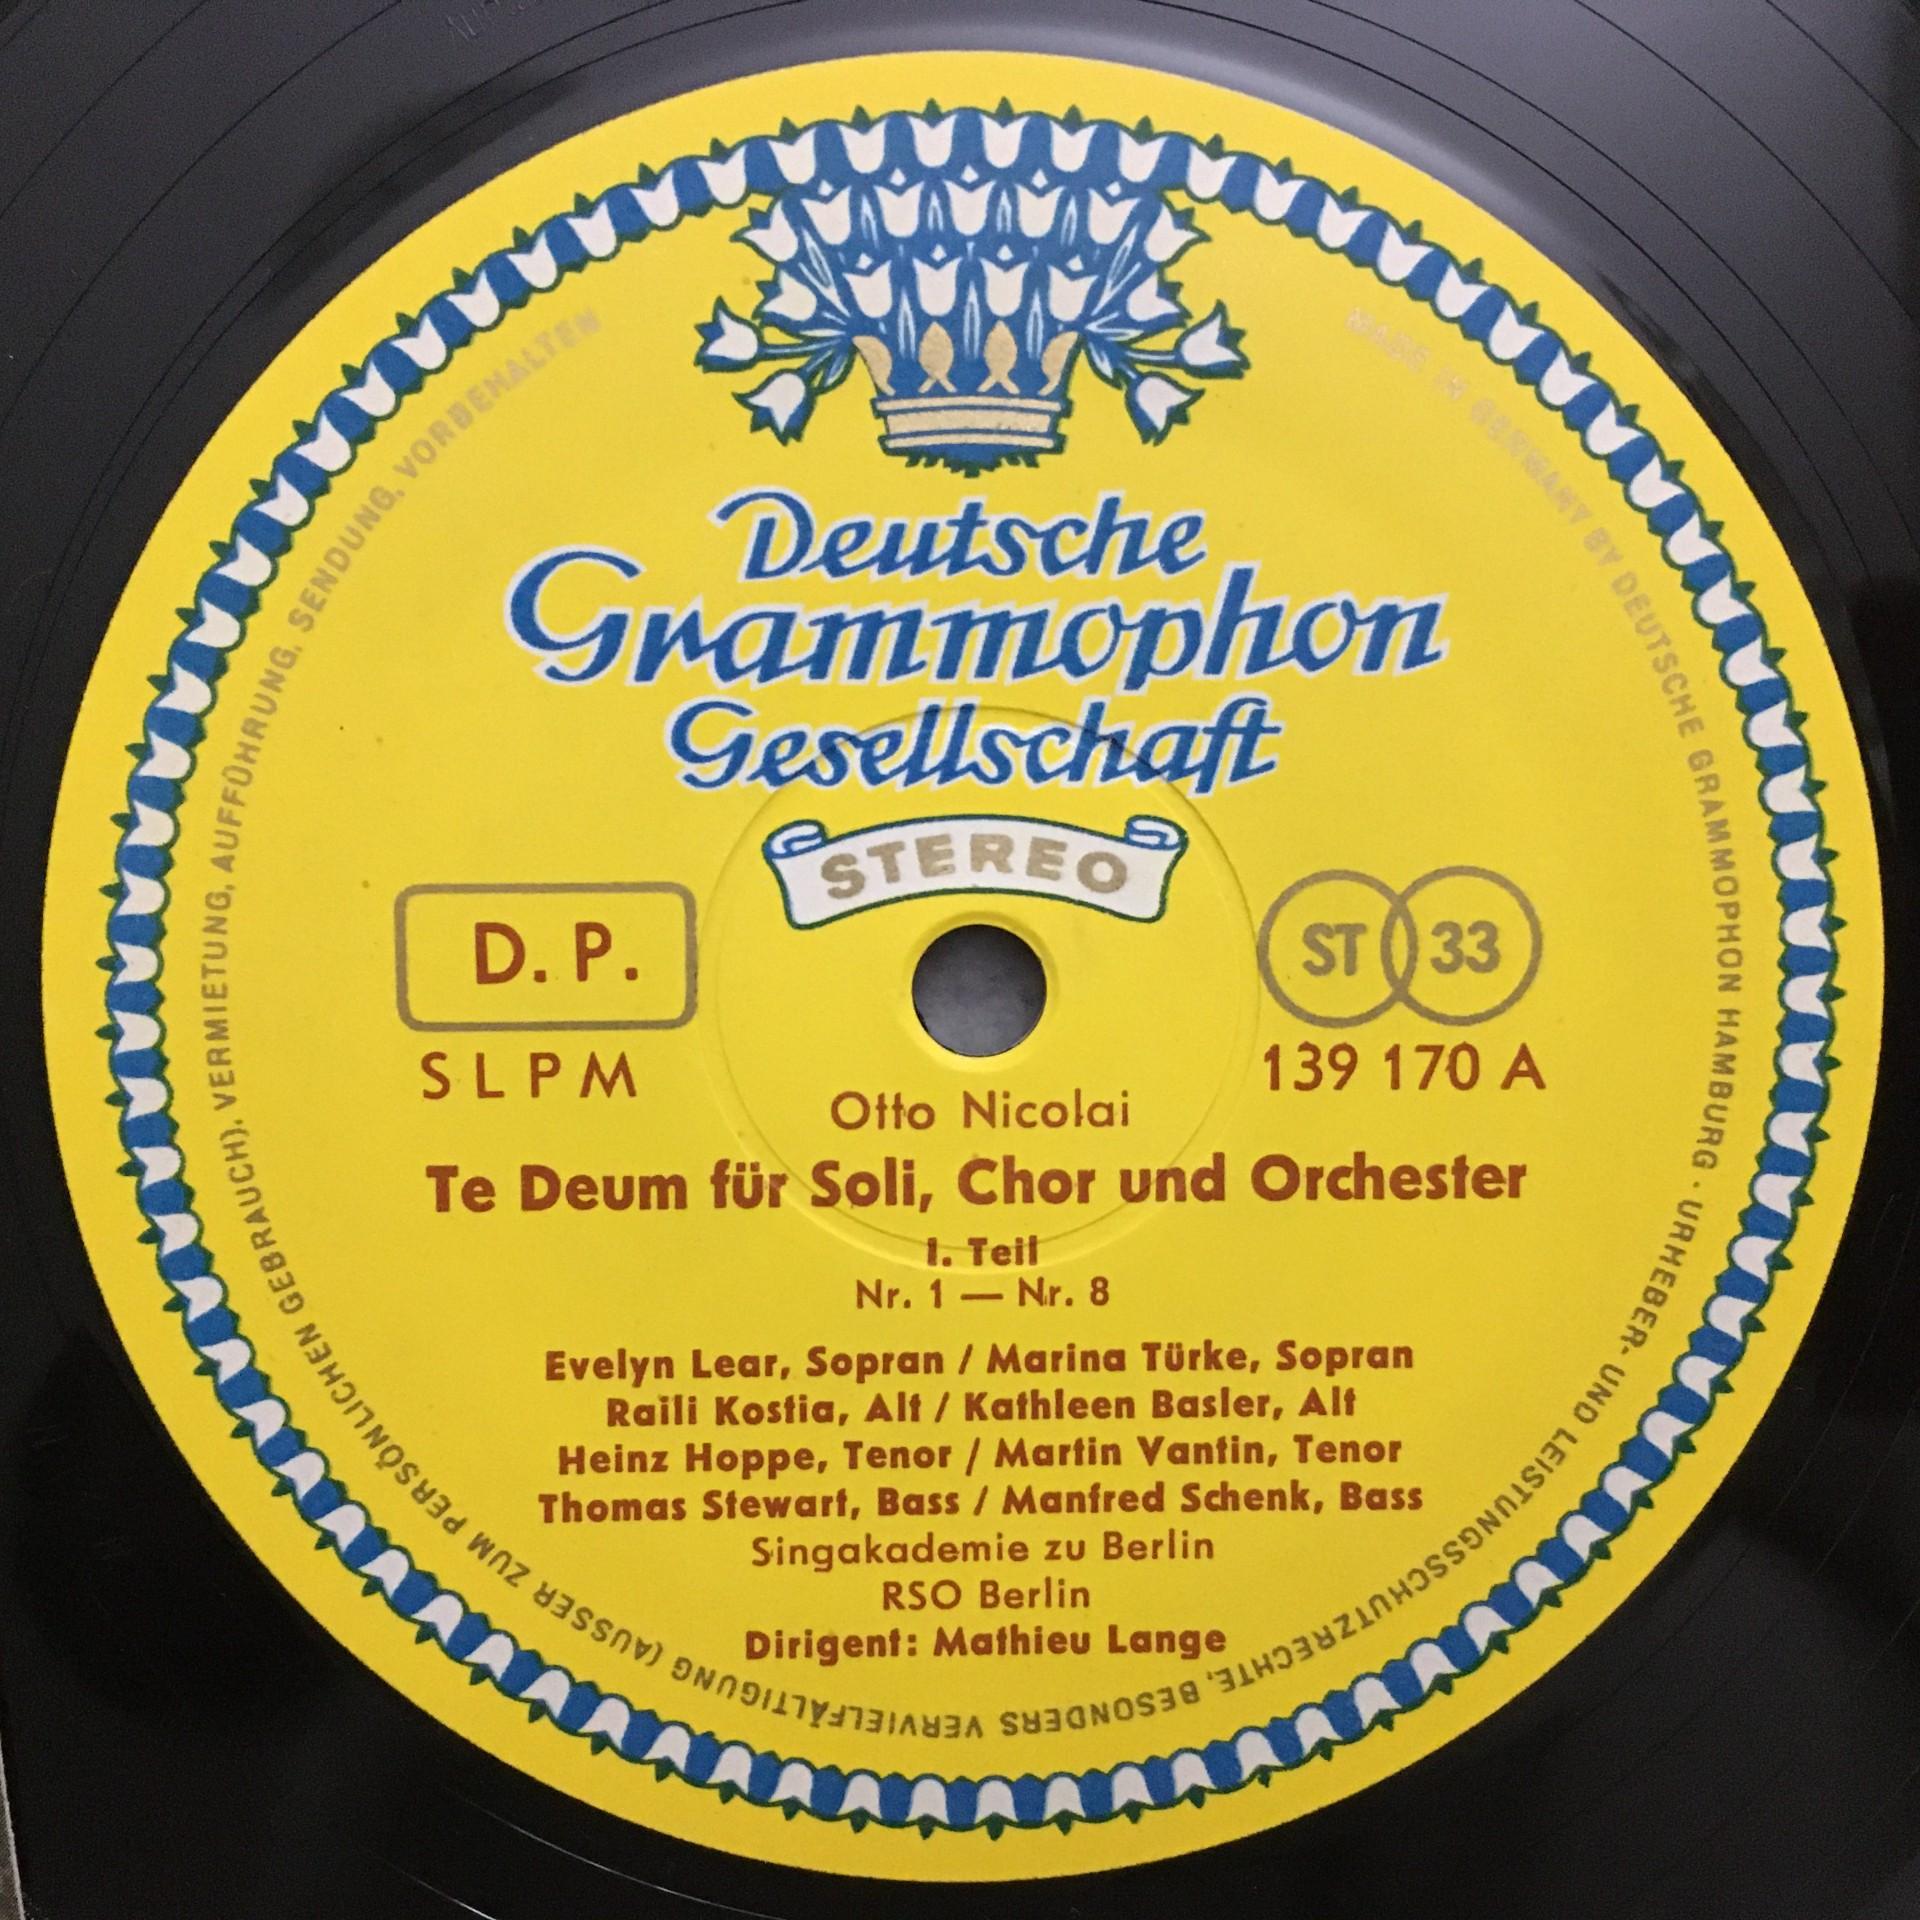 Deutsche
Grammophon
Gesellschaft
STEREO
D. P.
ST 33
SLPM
139 170 A
Otto Nicolai
Te Deum für Soli, Chor und Orchester
1. Teil
Nr. 1 — Nr. 8
Evelyn Lear, Sopran / Marina Türke, Sopran
Raili Kostia, Alt / Kathleen Basler, Alt
Heinz Hoppe, Tenor / Martin Vantin, Tenor
Thomas Stewart, Bass / Manfred Schenk, Bass
Singakademie zu Berlin
RSO Berlin
Dirigent: Mathieu Lange
MADE IN GERMANY BY DEUTSCHE GRAMMOPHON HAMBURG · URHEBER- UND LEISTUNGSSCHUTZRECHTE, BESONDERS VERVIELFÄLTIGUNG (AUSSER ZUM PERSÖNLICHEN GEBRAUCH), VERMIETUNG, AUFFÜHRUNG, SENDUNG, VORBEHALTEN